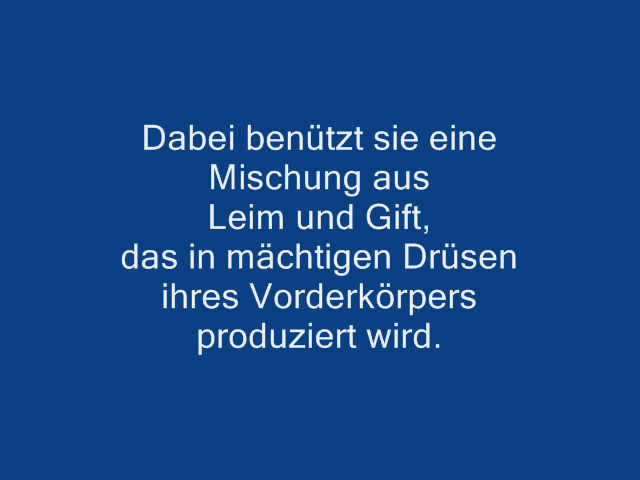 Dabei benützt sie eine
Mischung aus
Leim und Gift,
das in mächtigen Drüsen
ihres Vorderkörpers
produziert wird.